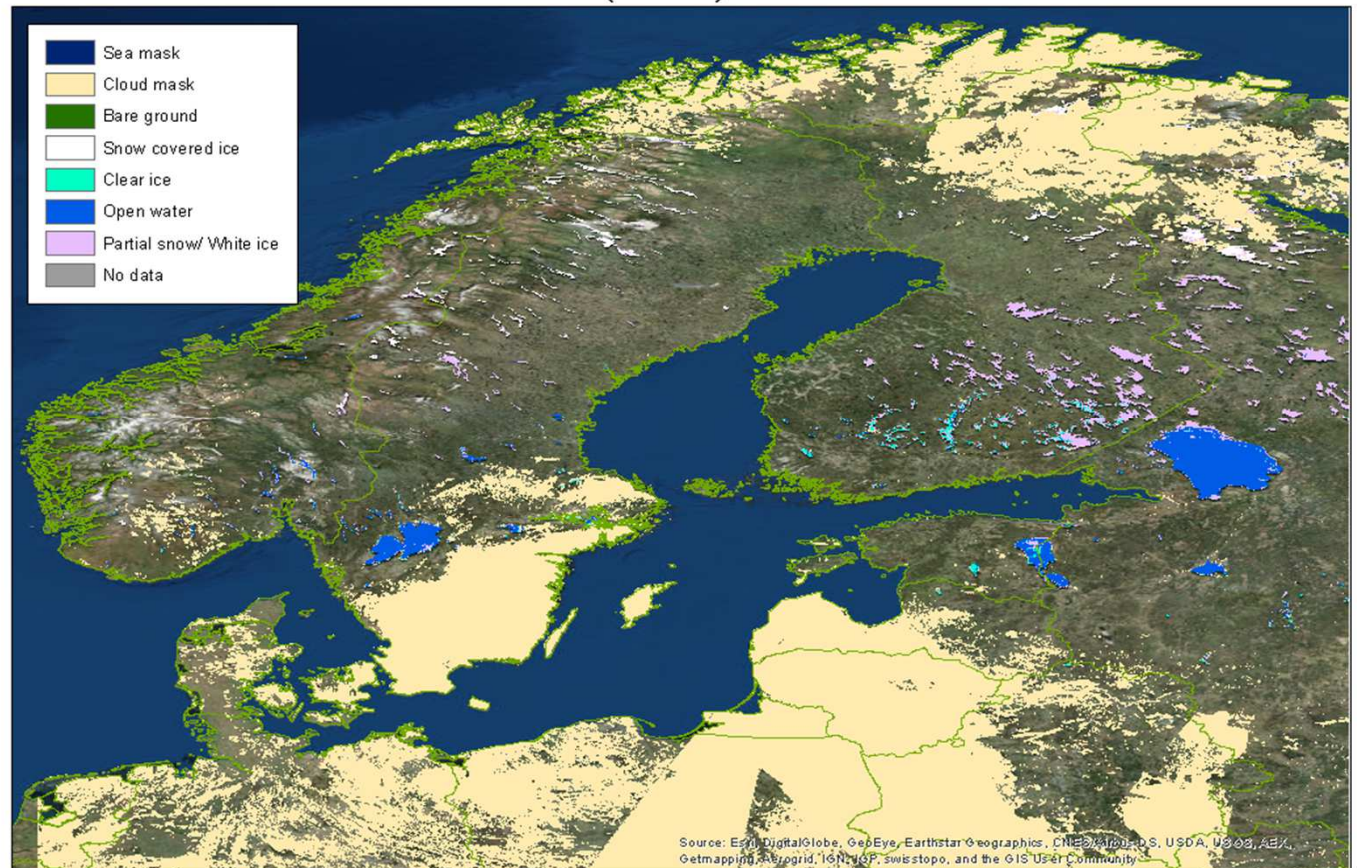 Sea mask
Cloud mask
Bare ground
Snow covered ice
Clear ice
Open water
Partial snow/ White ice
No data
Source: Esri, DigitalGlobe, GeoEye, Earthstar Geographics, CNES/Airbus DS, USDA, USGS, AEX,
Getmapping, Aerogrid, IGN, IGP, swisstopo, and the GIS User Community